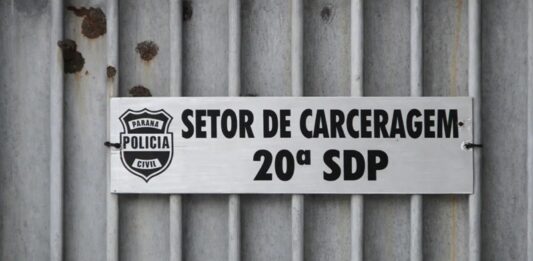 PARANÁ
POLÍCIA
CIVIL
SETOR DE CARCERAGEM
20ª SDP